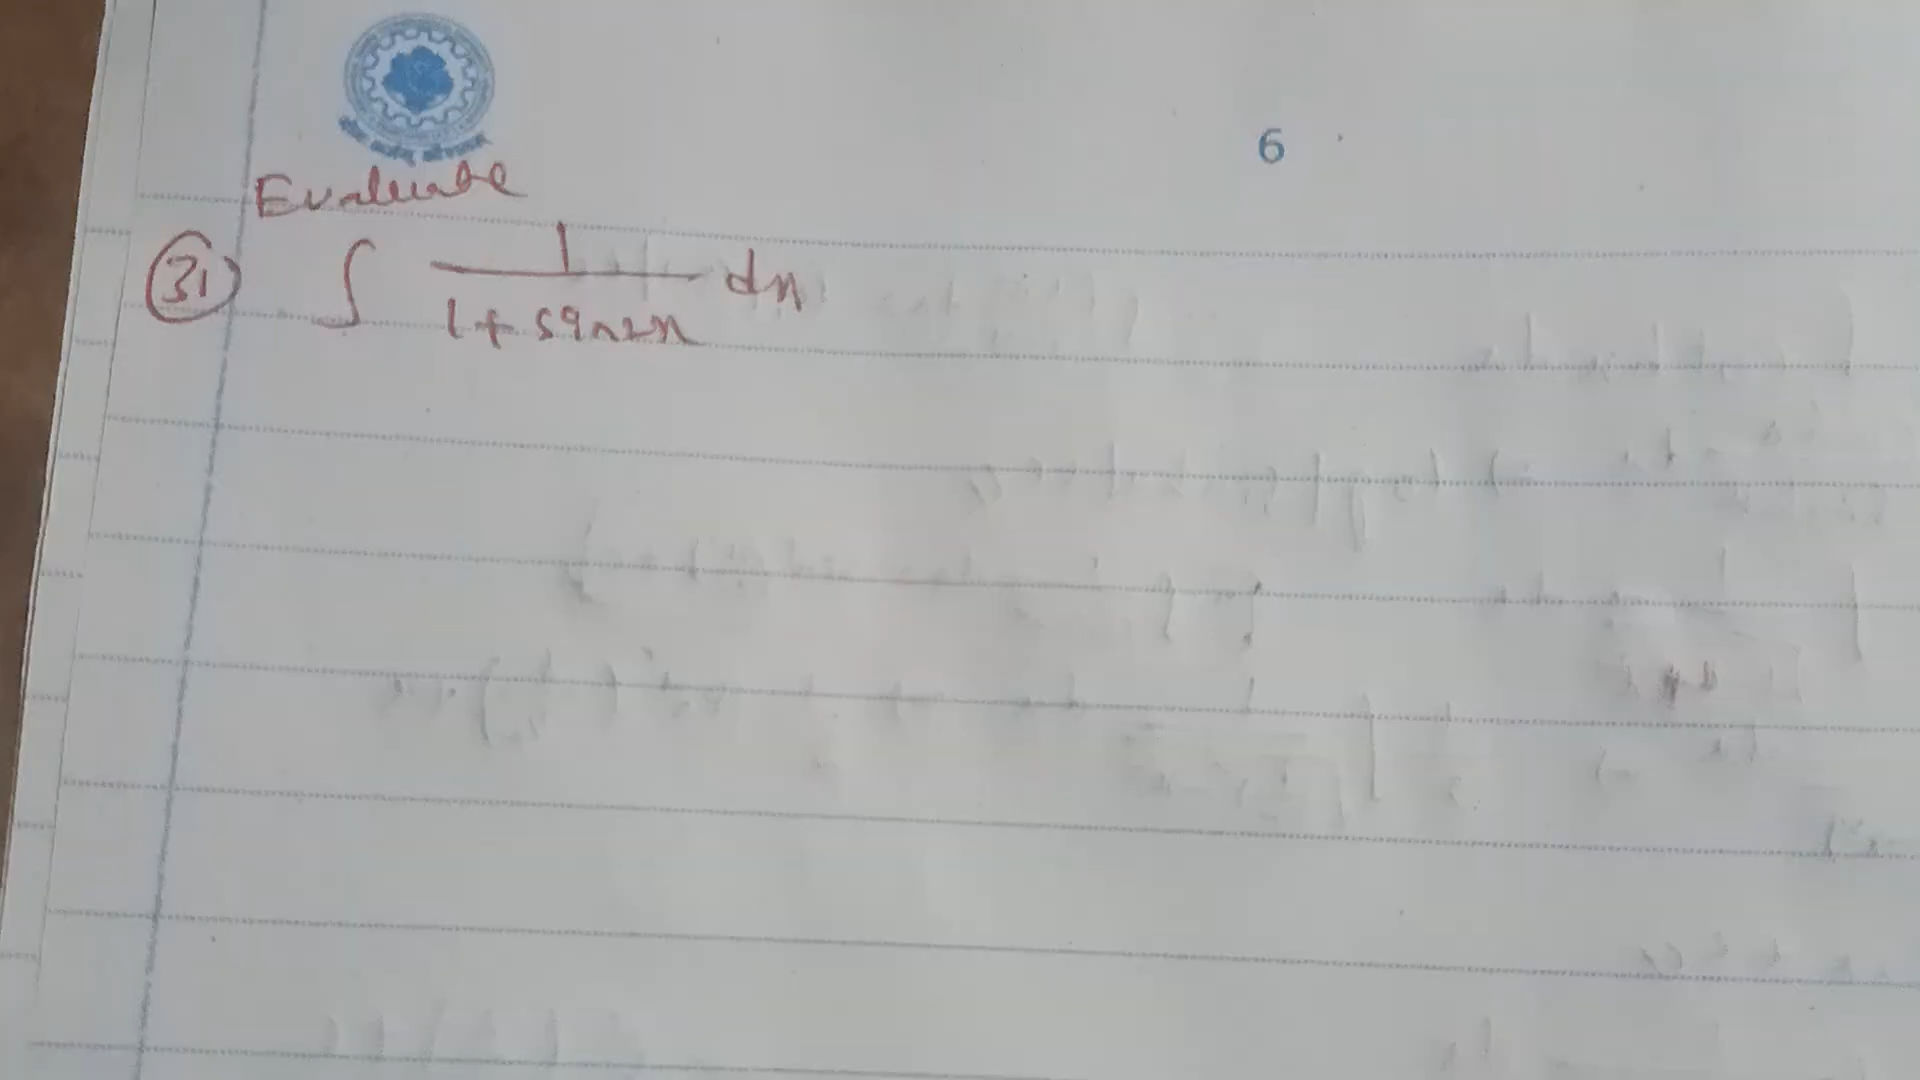 6
Evaluate
31 ∫ 1 / (1 + sin2x) dx